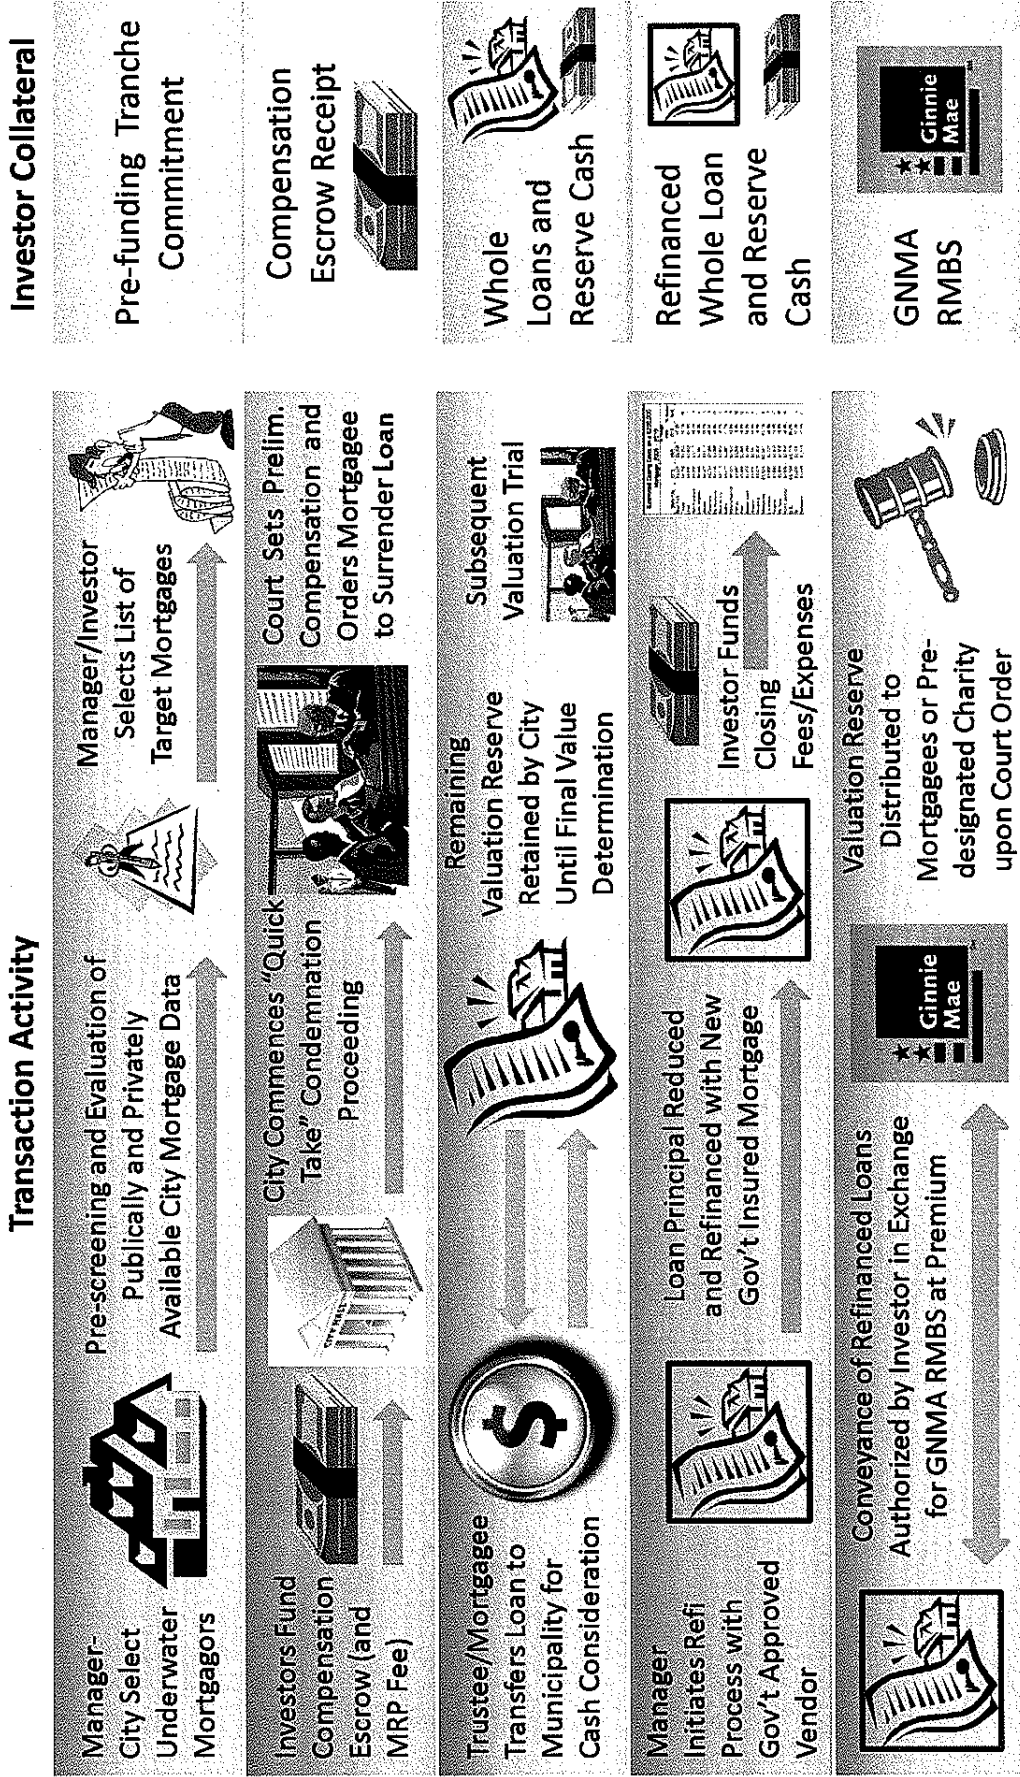 Transaction Activity
Investor Collateral
Manager-
City Select
Underwater
Mortgagors
Pre-screening and Evaluation of
Publically and Privately
Available City Mortgage Data
Manager/Investor
Selects List of
Target Mortgages
Pre-funding Tranche
Commitment
Investors Fund
Compensation
Escrow (and
MRP Fee)
City Commences "Quick
Take" Condemnation
Proceeding
Court Sets Prelim.
Compensation and
Orders Mortgagee
to Surrender Loan
Compensation
Escrow Receipt
Trustee/Mortgagee
Transfers Loan to
Municipality for
Cash Consideration
$
Remaining
Valuation Reserve
Retained by City
Until Final Value
Determination
Subsequent
Valuation Trial
Whole
Loans and
Reserve Cash
Manager
Initiates Refi
Process with
Gov't Approved
Vendor
Loan Principal Reduced
and Refinanced with New
Gov't Insured Mortgage
Investor Funds
Closing
Fees/Expenses
Refinanced
Whole Loan
and Reserve
Cash
Conveyance of Refinanced Loans
Authorized by Investor in Exchange
for GNMA RMBS at Premium
Ginnie
Mae
Valuation Reserve
Distributed to
Mortgagees or Pre-
designated Charity
upon Court Order
GNMA
RMBS
Ginnie
Mae